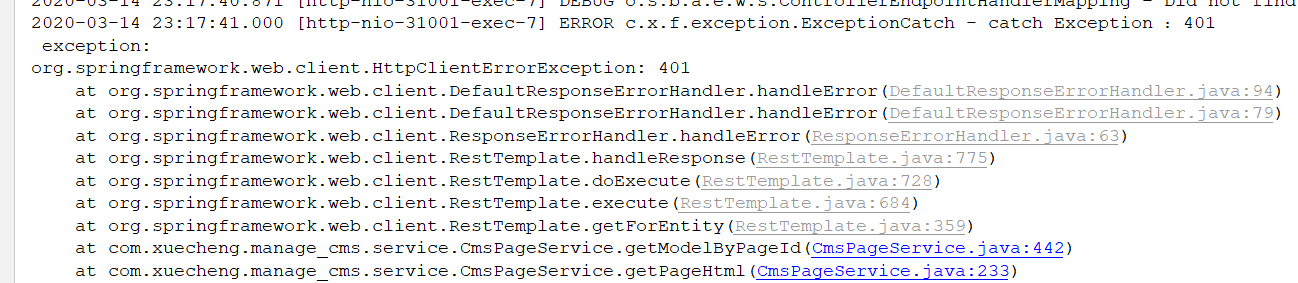 2020-03-14 23:17:40.871 [http-nio-31001-exec-7] DEBUG o.s.b.a.e.w.s.ControllerEndpointHandlerMapping - Did not find
2020-03-14 23:17:41.000 [http-nio-31001-exec-7] ERROR c.x.f.exception.ExceptionCatch - catch Exception : 401
exception:
org.springframework.web.client.HttpClientErrorException: 401
at org.springframework.web.client.DefaultResponseErrorHandler.handleError(DefaultResponseErrorHandler.java:94)
at org.springframework.web.client.DefaultResponseErrorHandler.handleError(DefaultResponseErrorHandler.java:79)
at org.springframework.web.client.ResponseErrorHandler.handleError(ResponseErrorHandler.java:63)
at org.springframework.web.client.RestTemplate.handleResponse(RestTemplate.java:775)
at org.springframework.web.client.RestTemplate.doExecute(RestTemplate.java:728)
at org.springframework.web.client.RestTemplate.execute(RestTemplate.java:684)
at org.springframework.web.client.RestTemplate.getForEntity(RestTemplate.java:359)
at com.xuecheng.manage_cms.service.CmsPageService.getModelByPageId(CmsPageService.java:442)
at com.xuecheng.manage_cms.service.CmsPageService.getPageHtml(CmsPageService.java:233)